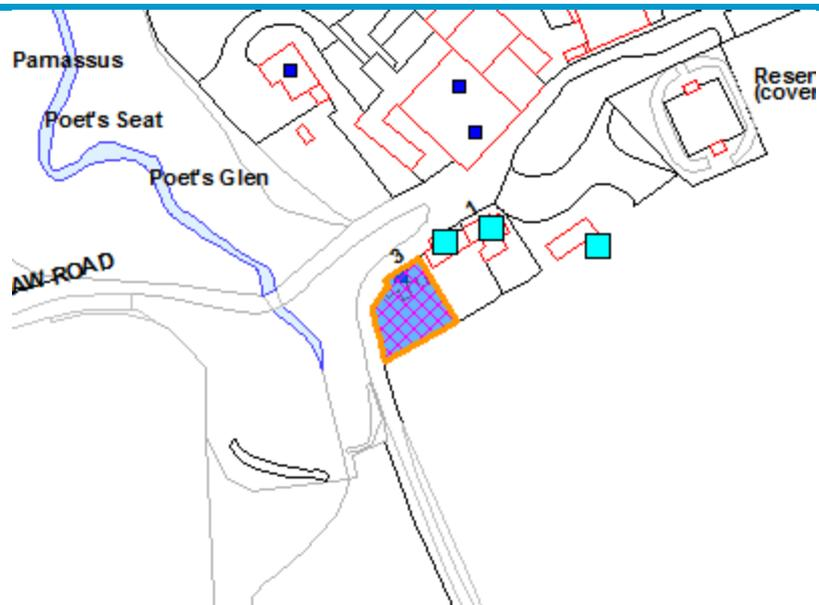 Parnassus
Reser
(cover
Poet's Seat
Poet's Glen
1
3
AW ROAD